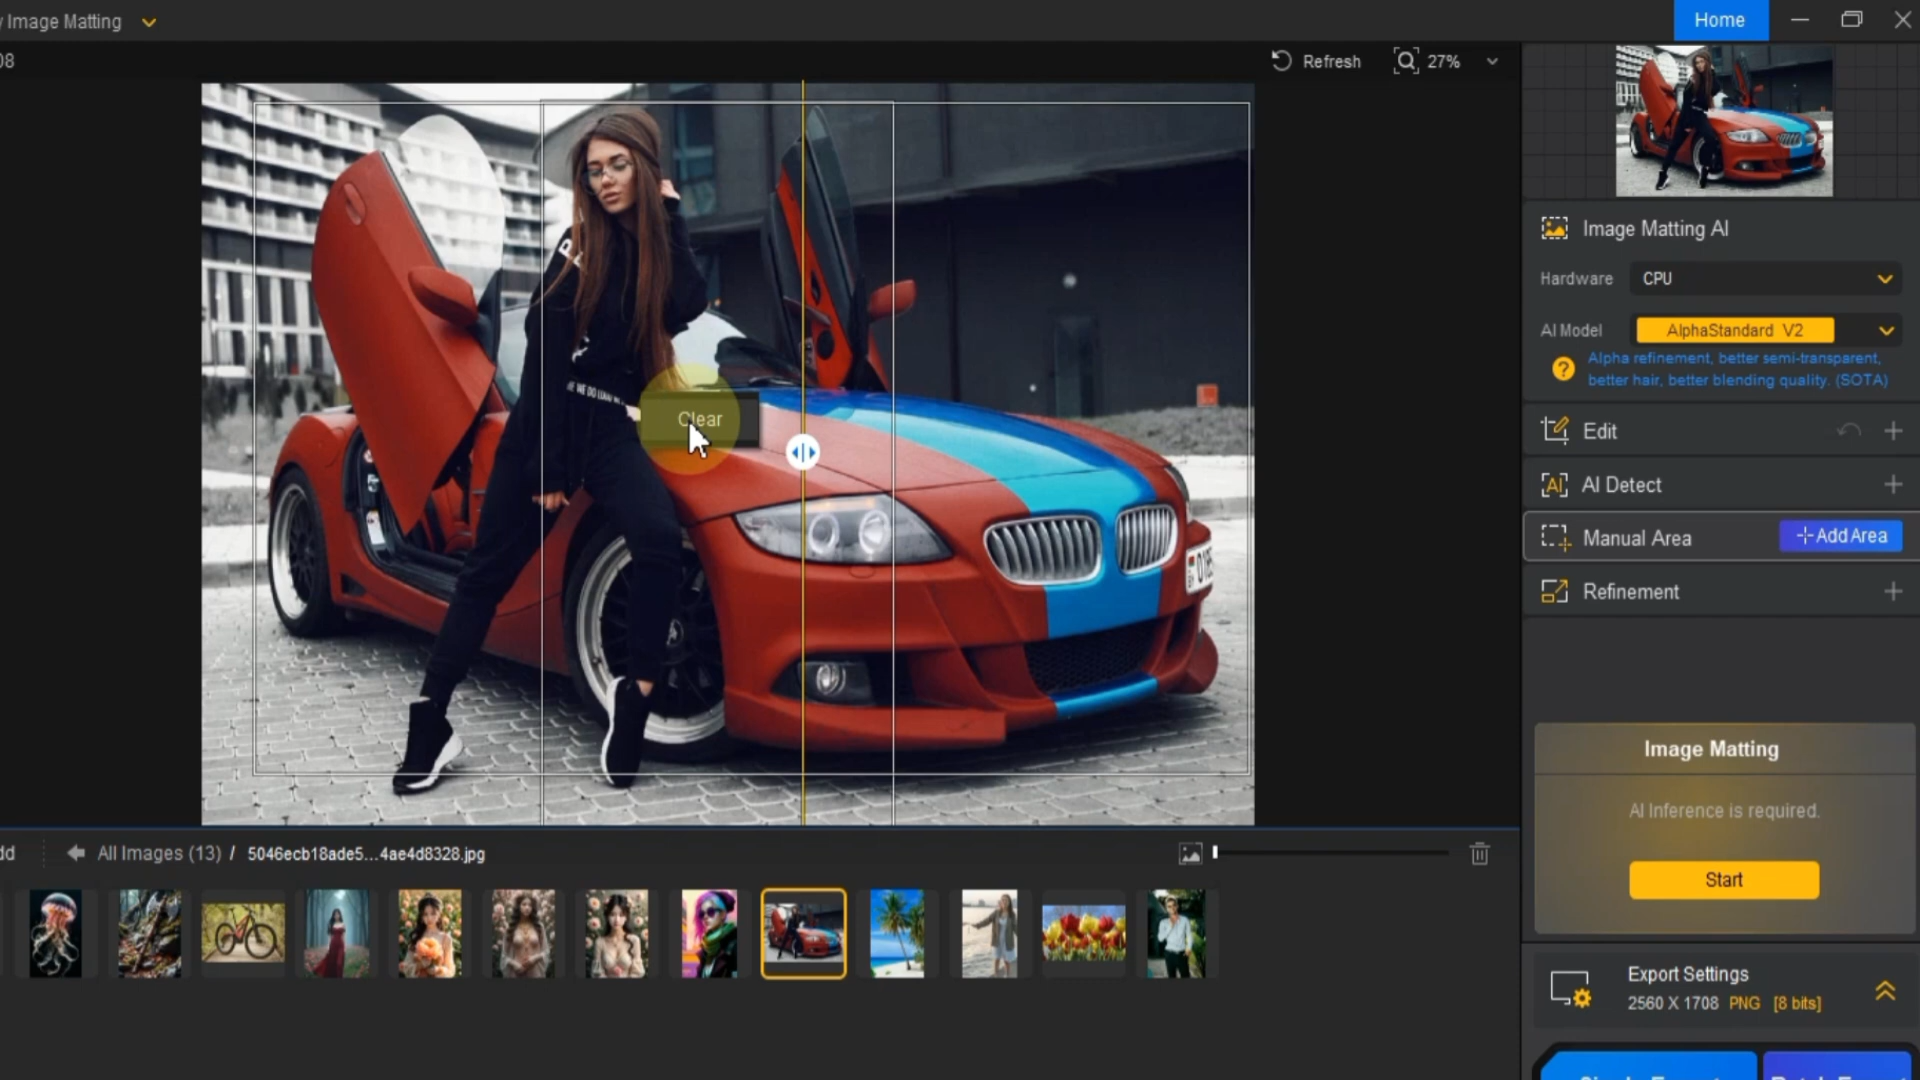 Image Matting
Home
08
Refresh
27%
Clear
Image Matting AI
Hardware
CPU
AI Model
AlphaStandard V2
Alpha refinement, better semi-transparent,
better hair, better blending quality. (SOTA)
Edit
AI Detect
Manual Area
Add Area
Refinement
Image Matting
AI Inference is required.
Start
All Images (13) / 5046ecb18ade5...4ae4d8328.jpg
Export Settings
2560 X 1708 PNG [8 bits]